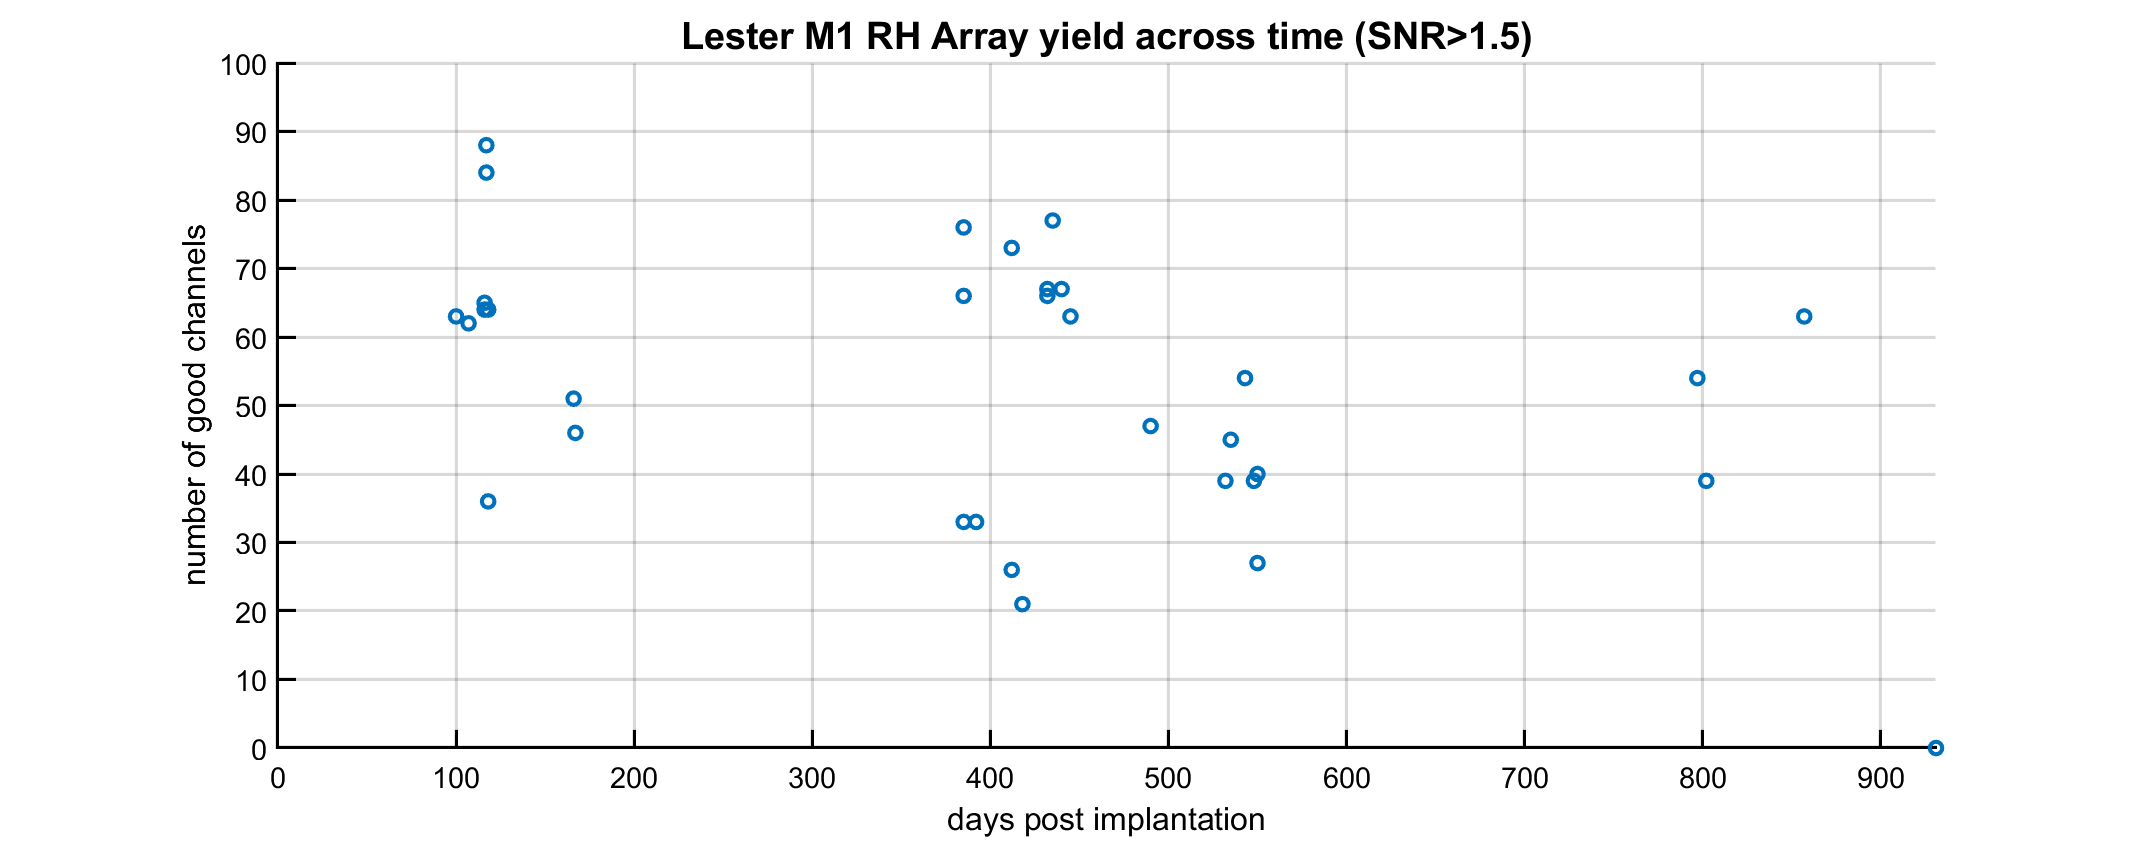 Lester M1 RH Array yield across time (SNR>1.5)
100
90
80
70
60
50
40
30
20
10
0
number of good channels
0 100 200 300 400 500 600 700 800 900
days post implantation